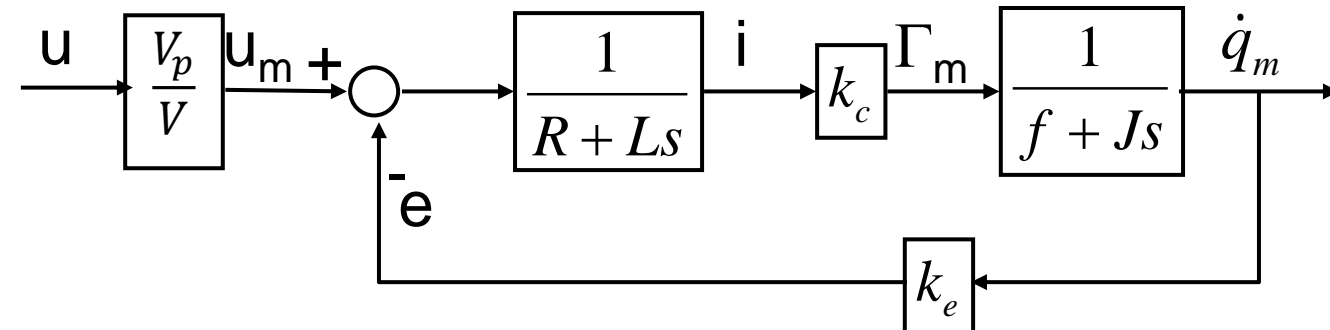 u
V_p
V
u_m
+
-
e
1
R + Ls
i
k_c
Γ_m
1
f + Js
q̇_m
k_e